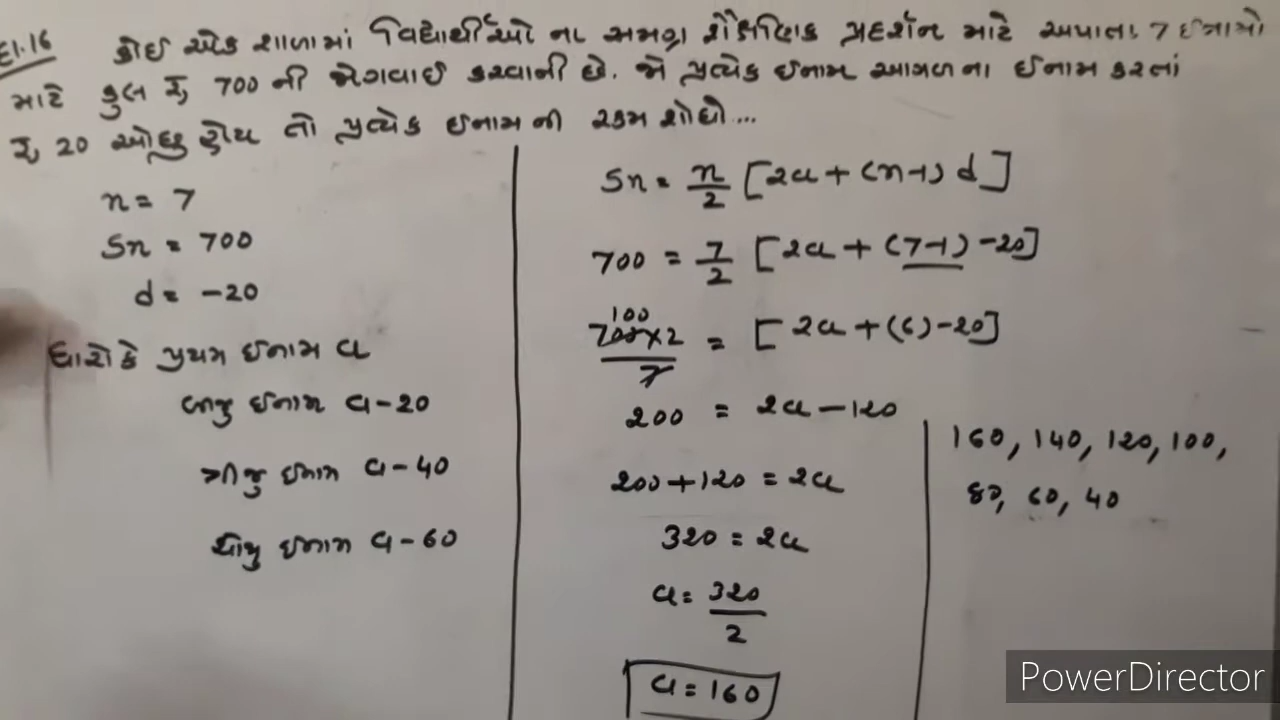 દા.16 કોઈ એક શાળામાં વિદ્યાર્થીઓ ના સમગ્ર શૈક્ષણિક પ્રદર્શન માટે અપાતા 7 ઈનામો
માટે કુલ રૂ 700 ની જોગવાઈ કરવાની છે. જો પ્રત્યેક ઈનામ આગળ ના ઈનામ કરતાં
રૂ 20 ઓછુ હોય તો પ્રત્યેક ઈનામ ની રકમ શોધો...
n = 7
Sn = 700
d = -20
ધારો કે પ્રથમ ઈનામ a
બીજુ ઈનામ a-20
ત્રીજુ ઈનામ a-40
ચોથુ ઈનામ a-60
Sn = n/2 [2a + (n-1) d]
700 = 7/2 [2a + (7-1) -20]
100
700×2/7 = [2a + (6) -20]
200 = 2a - 120
200+120 = 2a
320 = 2a
a = 320/2
a = 160
160, 140, 120, 100,
80, 60, 40
PowerDirector